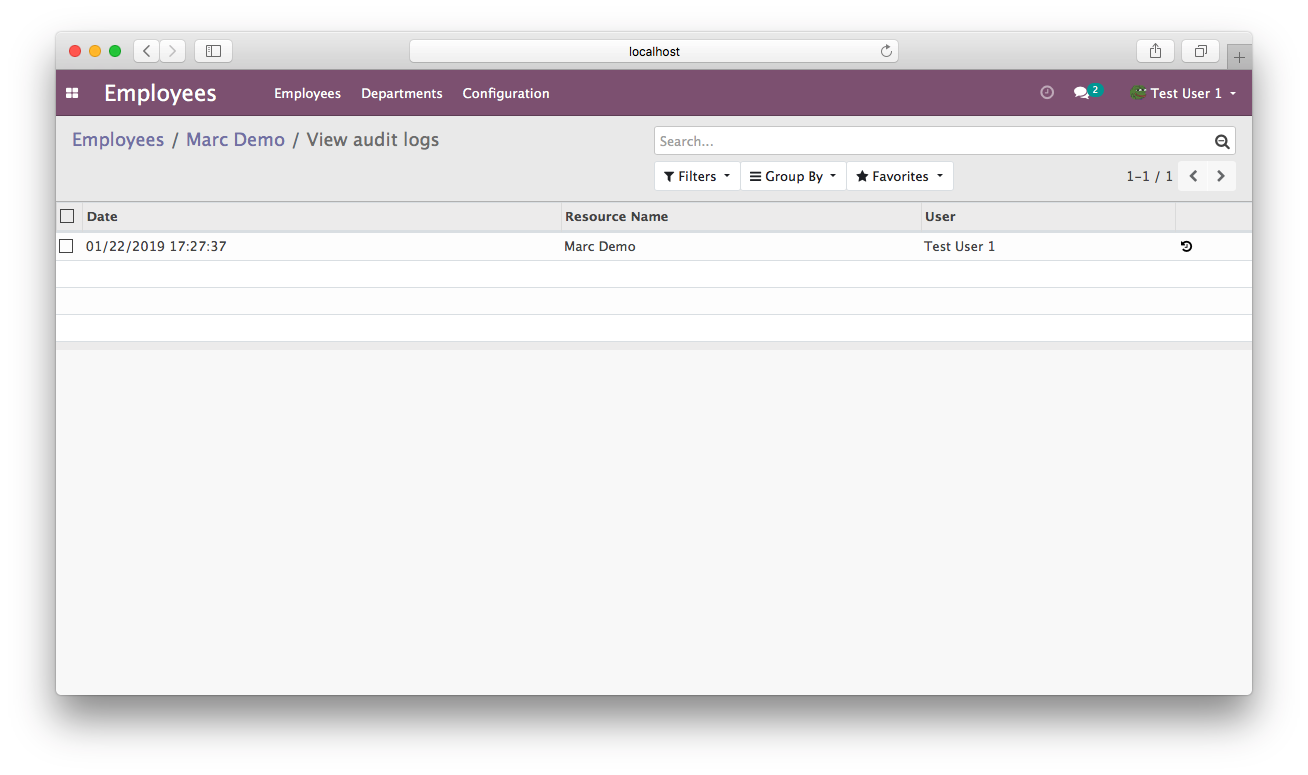 localhost
Employees Employees Departments Configuration 2 Test User 1
Employees / Marc Demo / View audit logs Search...
Filters Group By Favorites 1-1 / 1
Date Resource Name User
01/22/2019 17:27:37 Marc Demo Test User 1